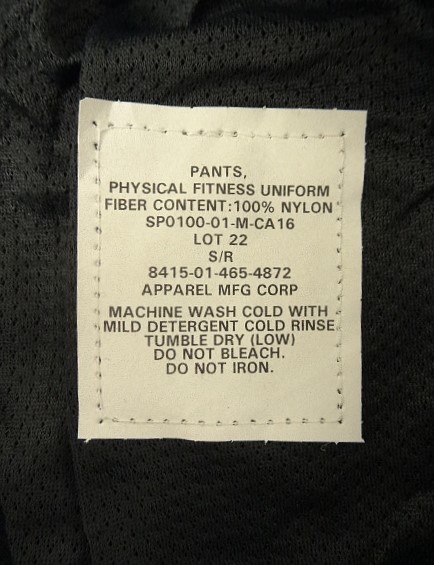 PANTS,
PHYSICAL FITNESS UNIFORM
FIBER CONTENT:100% NYLON
SP0100-01-M-CA16
LOT 22
S/R
8415-01-465-4872
APPAREL MFG CORP
MACHINE WASH COLD WITH
MILD DETERGENT COLD RINSE
TUMBLE DRY (LOW)
DO NOT BLEACH.
DO NOT IRON.